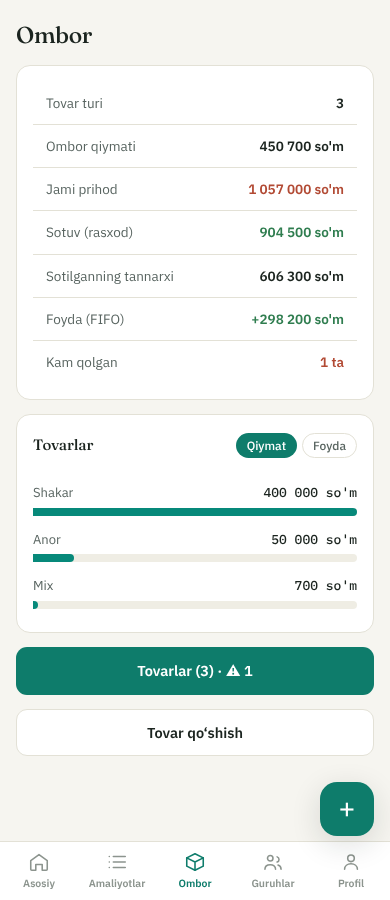 Ombor
Tovar turi 3
Ombor qiymati 450 700 so'm
Jami prihod 1 057 000 so'm
Sotuv (rasxod) 904 500 so'm
Sotilganning tannarxi 606 300 so'm
Foyda (FIFO) +298 200 so'm
Kam qolgan 1 ta
Tovarlar Qiymat Foyda
Shakar 400 000 so'm
Anor 50 000 so'm
Mix 700 so'm
Tovarlar (3) · ⚠ 1
Tovar qo‘shish
+
Asosiy Amaliyotlar Ombor Guruhlar Profil